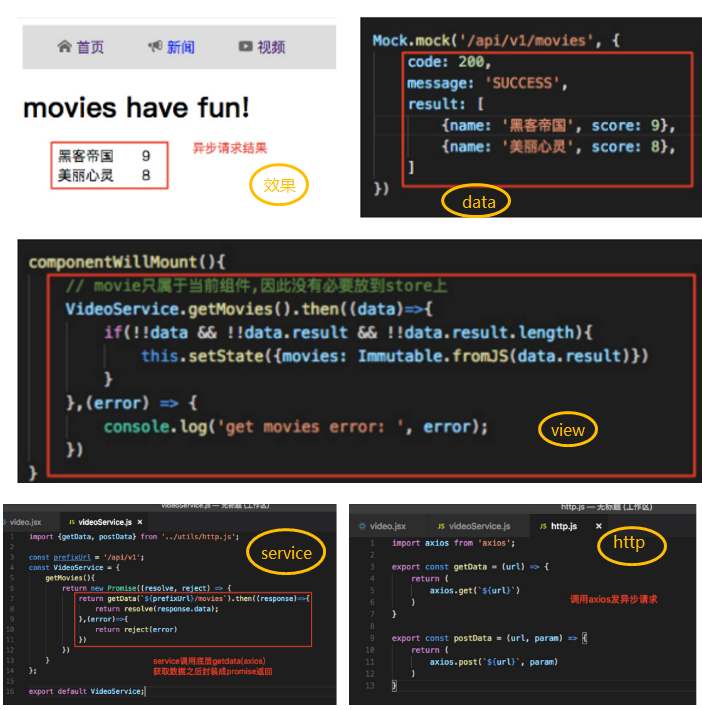 首页 新闻 视频
movies have fun!
黑客帝国 9
美丽心灵 8
异步请求结果
效果
Mock.mock('/api/v1/movies', {
code: 200,
message: 'SUCCESS',
result: [
{name: '黑客帝国', score: 9},
{name: '美丽心灵', score: 8},
]
})
data
componentWillMount(){
// movie只属于当前组件,因此没有必要放到store上
VideoService.getMovies().then((data)=>{
if(!!data && !!data.result && !!data.result.length){
this.setState({movies: Immutable.fromJS(data.result)})
}
},(error) => {
console.log('get movies error: ', error);
})
}
view
videoService.js — 无标题 (工作区)
video.jsx JS videoService.js ×
1 import {getData, postData} from '../utils/http.js';
2
3 const prefixUrl = '/api/v1';
4 const VideoService = {
5 getMovies(){
6 return new Promise((resolve, reject) => {
7 return getData(`${prefixUrl}/movies`).then((response)=>{
8 return resolve(response.data);
9 },(error)=>{
10 return reject(error)
11 })
12 })
13 }
14 };
15
16 export default VideoService;
service
service调用底层getdata(axios)
获取数据之后封装成promise返回
http.js — 无标题 (工作区)
video.jsx JS videoService.js JS http.js ×
1 import axios from 'axios';
2
3 export const getData = (url) => {
4 return (
5 axios.get(`${url}`)
6 )
7 }
8
9 export const postData = (url, param) => {
10 return (
11 axios.post(`${url}`, param)
12 )
13 }
http
调用axios发异步请求